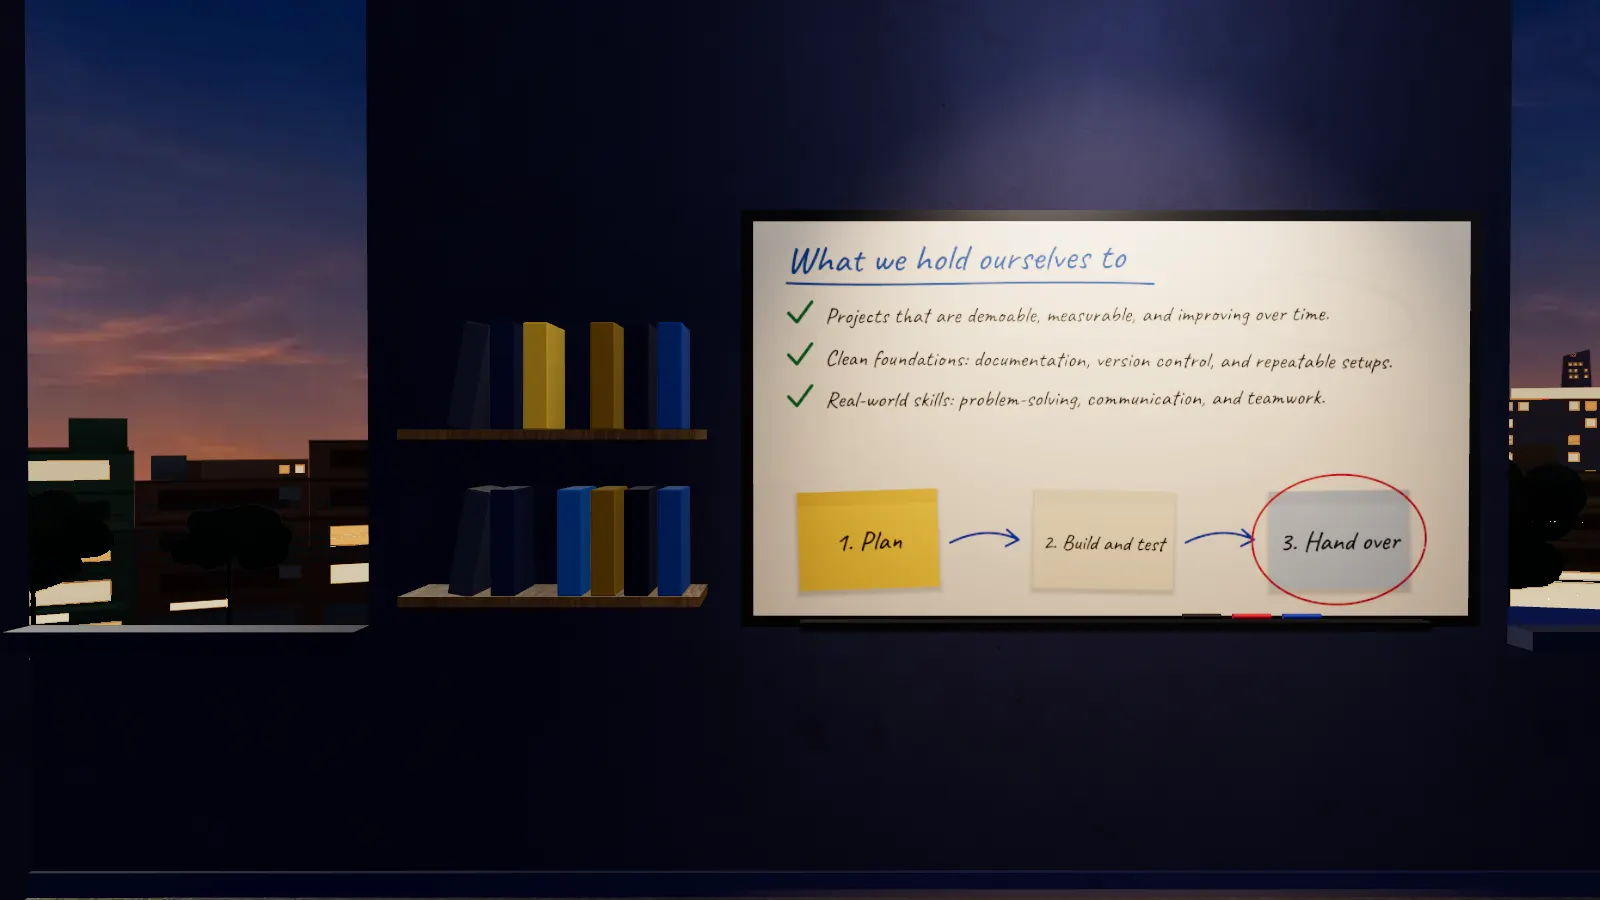 What we hold ourselves to
Projects that are demoable, measurable, and improving over time.
Clean foundations: documentation, version control, and repeatable setups.
Real-world skills: problem-solving, communication, and teamwork.
1. Plan
2. Build and test
3. Hand over